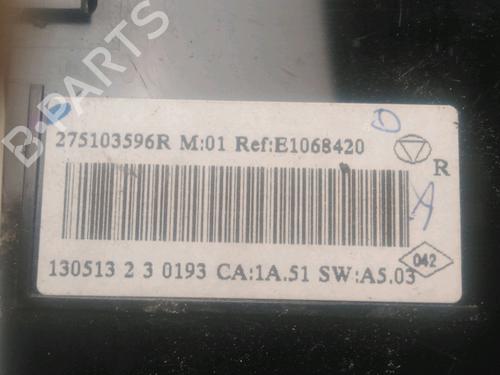 275103596R M:01 Ref:E1068420
R
A
130513 2 3 0193 CA:1A.51 SW:A5.03
042
B-PARTS